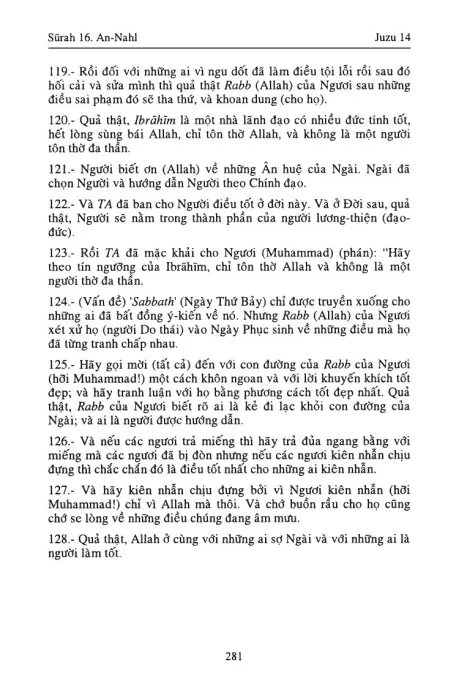 Sūrah 16. An-Nahl Juzu 14
119.- Rồi đối với những ai vì ngu dốt đã làm điều tội lỗi rồi sau đó
hối cải và sửa mình thì quả thật Rabb (Allah) của Ngươi sau những
điều sai phạm đó sẽ tha thứ, và khoan dung (cho họ).
120.- Quả thật, Ibrāhīm là một nhà lãnh đạo có nhiều đức tính tốt,
hết lòng sùng bái Allah, chỉ tôn thờ Allah, và không là một người
tôn thờ đa thần.
121.- Người biết ơn (Allah) về những Ân huệ của Ngài. Ngài đã
chọn Người và hướng dẫn Người theo Chính đạo.
122.- Và TA đã ban cho Người điều tốt ở đời này. Và ở Đời sau, quả
thật, Người sẽ nằm trong thành phần của người lương-thiện (đạo-
đức).
123.- Rồi TA đã mặc khải cho Ngươi (Muhammad) (phán): “Hãy
theo tín ngưỡng của Ibrāhīm, chỉ tôn thờ Allah và không là một
người thờ đa thần.
124.- (Vấn đề) 'Sabbath' (Ngày Thứ Bảy) chỉ được truyền xuống cho
những ai đã bất đồng ý-kiến về nó. Nhưng Rabb (Allah) của Ngươi
xét xử họ (người Do thái) vào Ngày Phục sinh về những điều mà họ
đã từng tranh chấp nhau.
125.- Hãy gọi mời (tất cả) đến với con đường của Rabb của Ngươi
(hỡi Muhammad!) một cách khôn ngoan và với lời khuyến khích tốt
đẹp; và hãy tranh luận với họ bằng phương cách tốt đẹp nhất. Quả
thật, Rabb của Ngươi biết rõ ai là kẻ đi lạc khỏi con đường của
Ngài; và ai là người được hướng dẫn.
126.- Và nếu các ngươi trả miếng thì hãy trả đủa ngang bằng với
miếng mà các ngươi đã bị đòn nhưng nếu các ngươi kiên nhẫn chịu
đựng thì chắc chắn đó là điều tốt nhất cho những ai kiên nhẫn.
127.- Và hãy kiên nhẫn chịu đựng bởi vì Ngươi kiên nhẫn (hỡi
Muhammad!) chỉ vì Allah mà thôi. Và chớ buồn rầu cho họ cũng
chớ se lòng về những điều chúng đang âm mưu.
128.- Quả thật, Allah ở cùng với những ai sợ Ngài và với những ai là
người làm tốt.
281